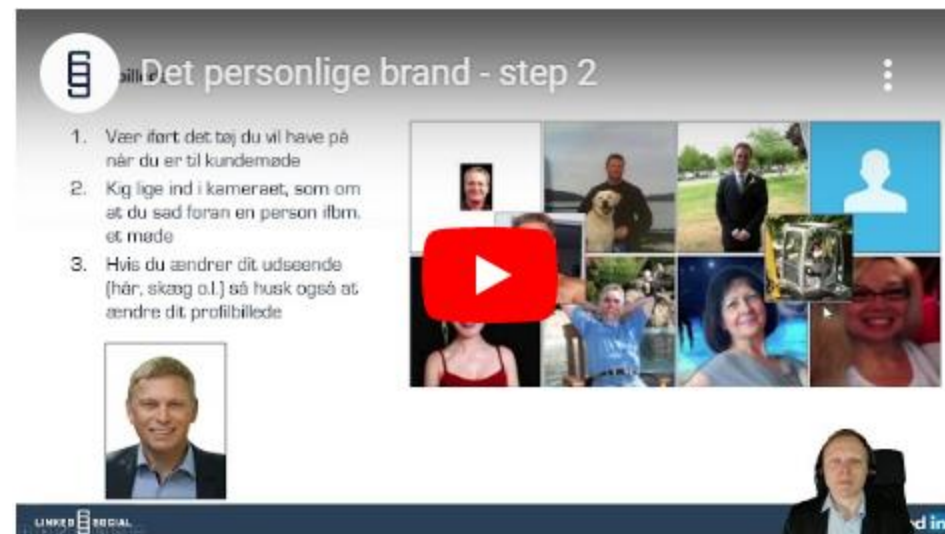 Det personlige brand - step 2
1. Vær iført det tøj du vil have på
når du er til kundemøde
2. Kig lige ind i kameraet, som om
at du sad foran en person ifbm.
et møde
3. Hvis du ændrer dit udseende
(hår, skæg o.l.) så husk også at
ændre dit profilbillede
LINKED SOCIAL
d in